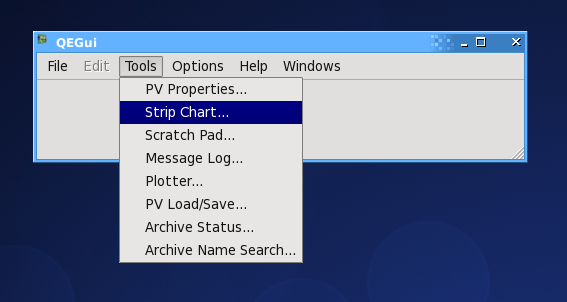 QEGui
File Edit Tools Options Help Windows
PV Properties...
Strip Chart...
Scratch Pad...
Message Log...
Plotter...
PV Load/Save...
Archive Status...
Archive Name Search...